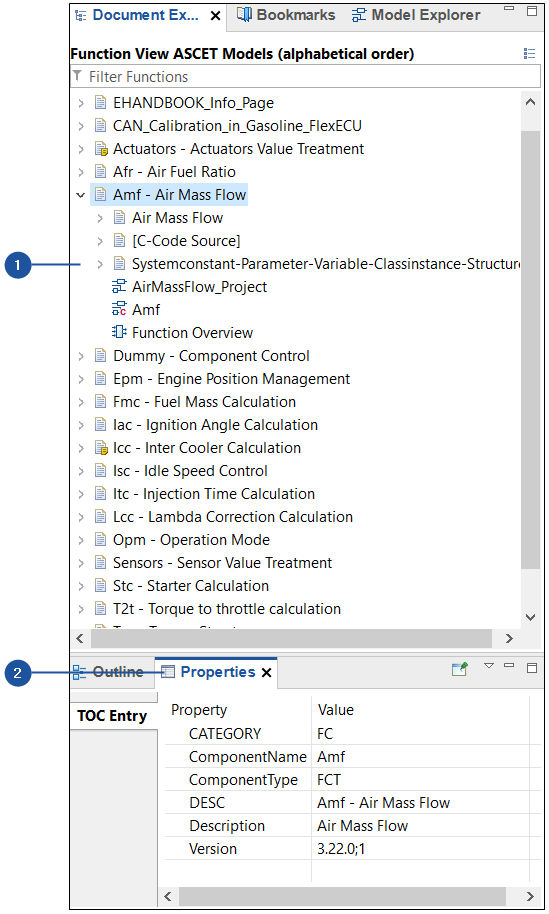 Document Ex...
Bookmarks
Model Explorer
Function View ASCET Models (alphabetical order)
Filter Functions
EHANDBOOK_Info_Page
CAN_Calibration_in_Gasoline_FlexECU
Actuators - Actuators Value Treatment
Afr - Air Fuel Ratio
Amf - Air Mass Flow
Air Mass Flow
[C-Code Source]
1
Systemconstant-Parameter-Variable-Classinstance-Structure
AirMassFlow_Project
Amf
Function Overview
Dummy - Component Control
Epm - Engine Position Management
Fmc - Fuel Mass Calculation
Iac - Ignition Angle Calculation
Icc - Inter Cooler Calculation
Isc - Idle Speed Control
Itc - Injection Time Calculation
Lcc - Lambda Correction Calculation
Opm - Operation Mode
Sensors - Sensor Value Treatment
Stc - Starter Calculation
T2t - Torque to throttle calculation
2
Outline
Properties
TOC Entry
Property Value
CATEGORY FC
ComponentName Amf
ComponentType FCT
DESC Amf - Air Mass Flow
Description Air Mass Flow
Version 3.22.0;1